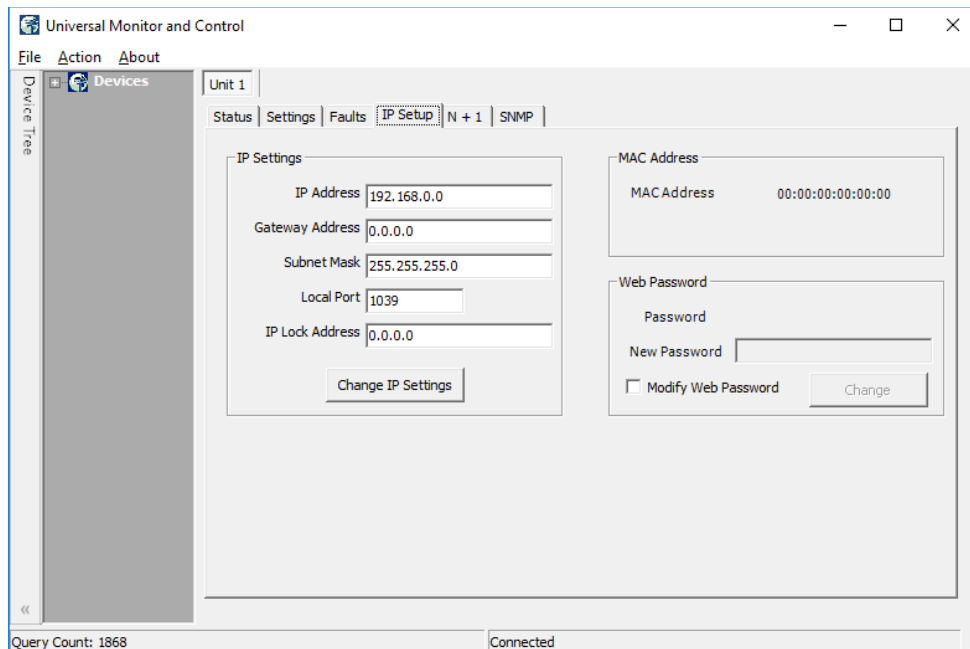 Universal Monitor and Control
File Action About
Device Tree
Devices
Unit 1
Status Settings Faults IP Setup N + 1 SNMP
IP Settings
IP Address 192.168.0.0
Gateway Address 0.0.0.0
Subnet Mask 255.255.255.0
Local Port 1039
IP Lock Address 0.0.0.0
Change IP Settings
MAC Address
MAC Address 00:00:00:00:00:00
Web Password
Password
New Password
Modify Web Password Change
Query Count: 1868 Connected